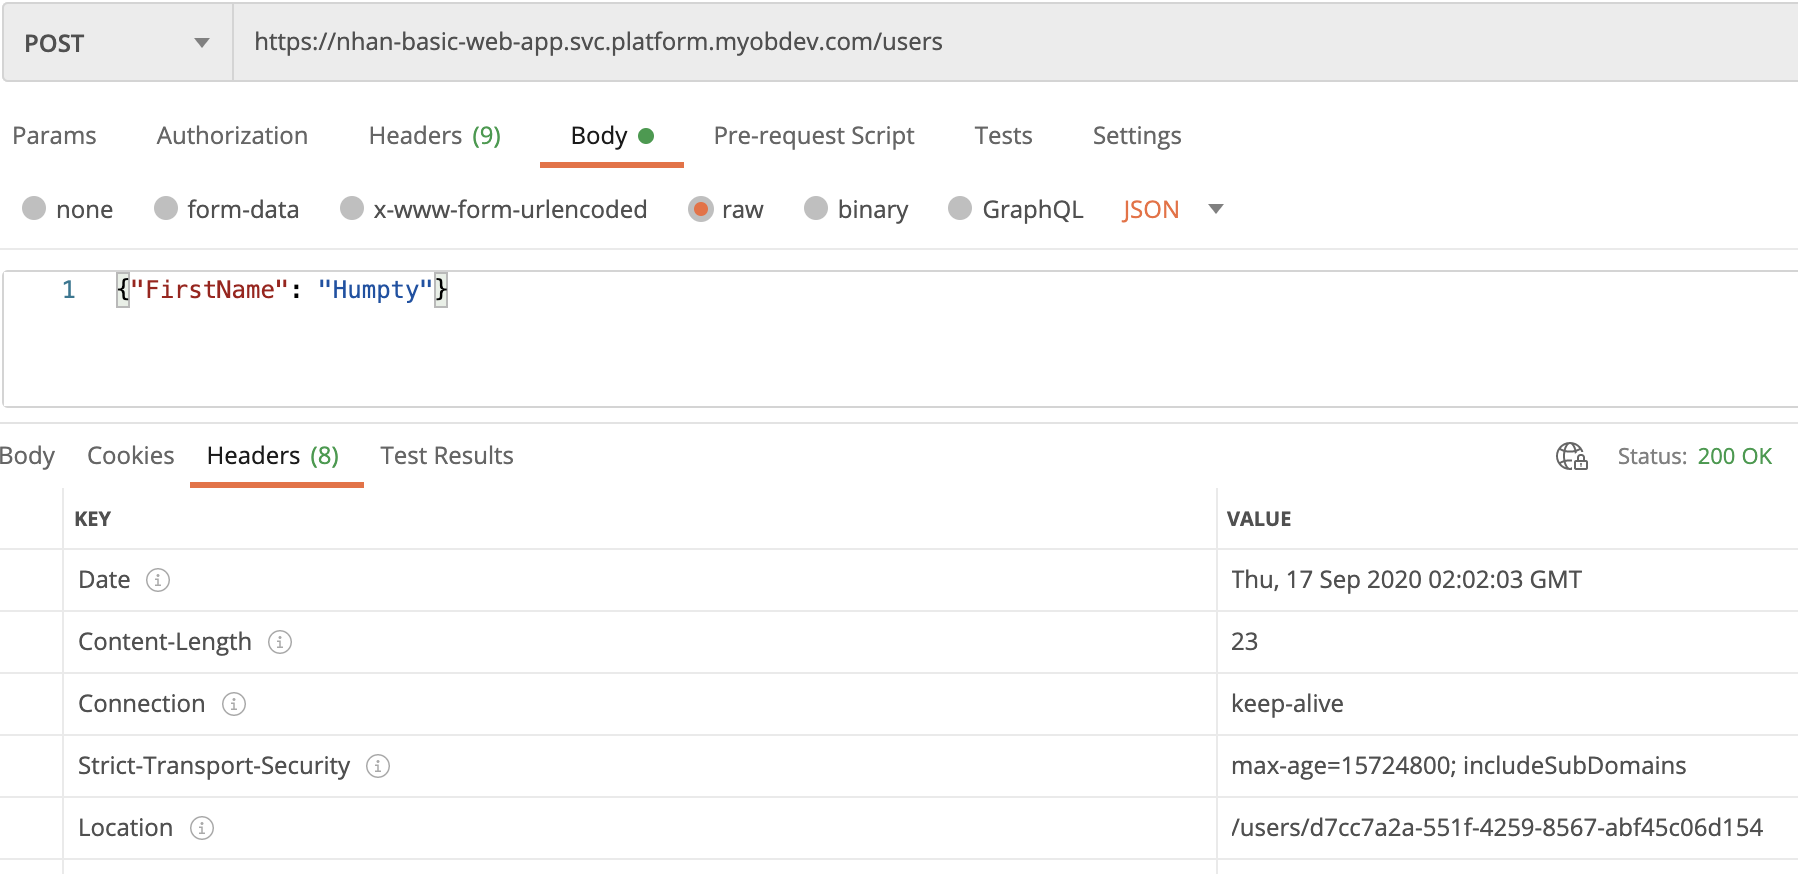 POST https://nhan-basic-web-app.svc.platform.myobdev.com/users
Params Authorization Headers (9) Body Pre-request Script Tests Settings
none form-data x-www-form-urlencoded raw binary GraphQL JSON
1 {"FirstName": "Humpty"}
Body Cookies Headers (8) Test Results Status: 200 OK
KEY VALUE
Date Thu, 17 Sep 2020 02:02:03 GMT
Content-Length 23
Connection keep-alive
Strict-Transport-Security max-age=15724800; includeSubDomains
Location /users/d7cc7a2a-551f-4259-8567-abf45c06d154